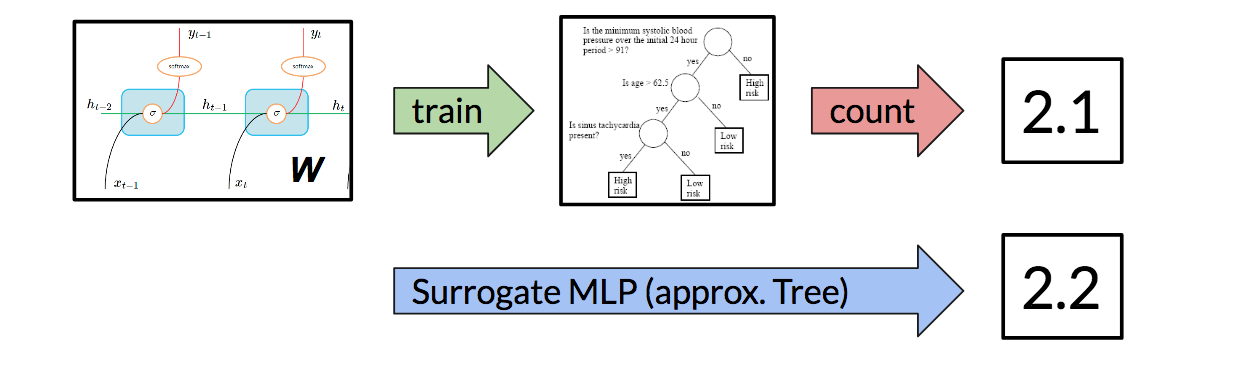 y_{t-1}
y_t
softmax
softmax
h_{t-2}
σ
h_{t-1}
σ
h_t
x_{t-1}
x_t
W
train
Is the minimum systolic blood
pressure over the initial 24 hour
period > 91?
yes
no
Is age > 62.5
High
risk
yes
no
Is sinus tachycardia
present?
Low
risk
yes
no
High
risk
Low
risk
count
2.1
Surrogate MLP (approx. Tree)
2.2